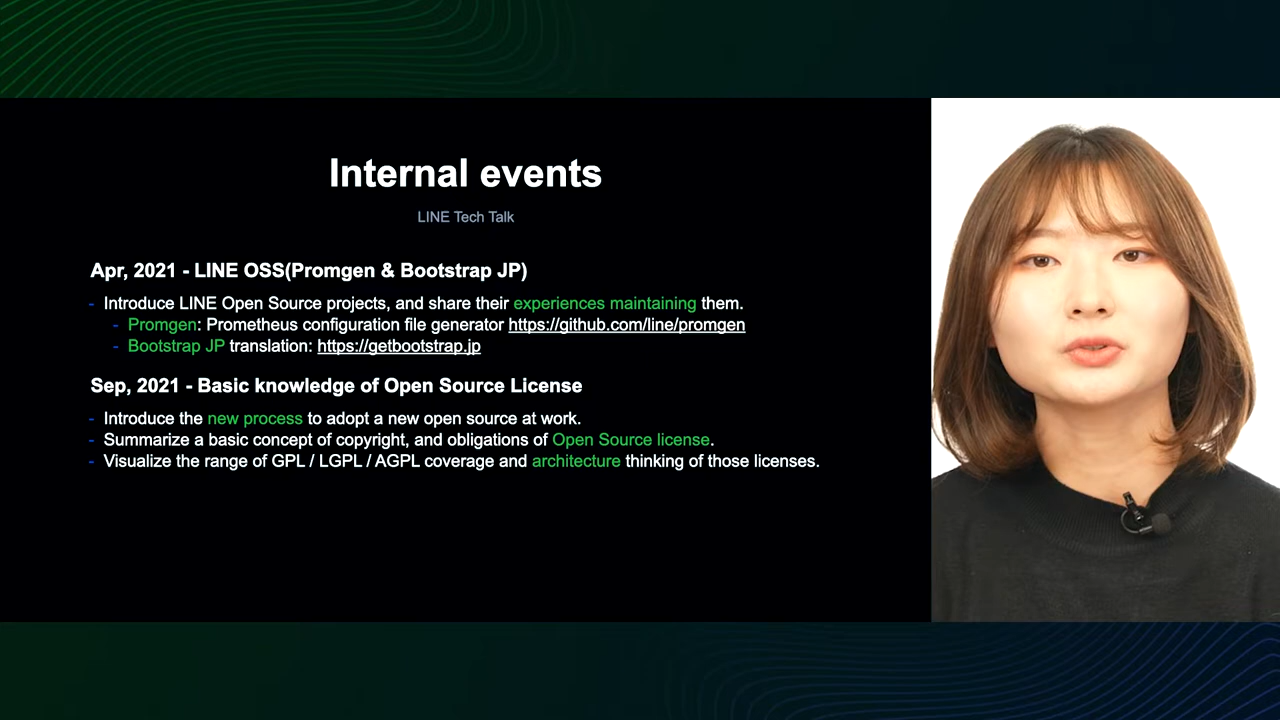 Internal events
LINE Tech Talk
Apr, 2021 - LINE OSS(Promgen & Bootstrap JP)
- Introduce LINE Open Source projects, and share their experiences maintaining them.
- Promgen: Prometheus configuration file generator https://github.com/line/promgen
- Bootstrap JP translation: https://getbootstrap.jp
Sep, 2021 - Basic knowledge of Open Source License
- Introduce the new process to adopt a new open source at work.
- Summarize a basic concept of copyright, and obligations of Open Source license.
- Visualize the range of GPL / LGPL / AGPL coverage and architecture thinking of those licenses.